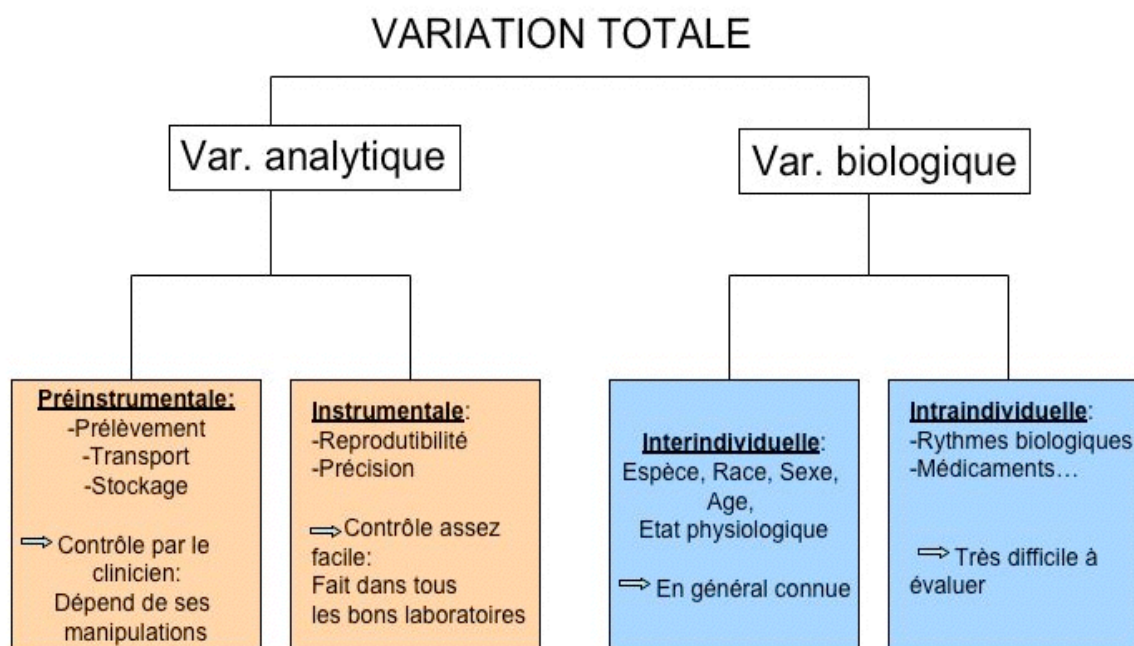 VARIATION TOTALE
Var. analytique
Var. biologique
Préinstrumentale:
-Prélèvement
-Transport
-Stockage
Contrôle par le
clinicien:
Dépend de ses
manipulations
Instrumentale:
-Reprodutibilité
-Précision
Contrôle assez
facile:
Fait dans tous
les bons laboratoires
Interindividuelle:
Espèce, Race, Sexe,
Age,
Etat physiologique
En général connue
Intraindividuelle:
-Rythmes biologiques
-Médicaments…
Très difficile à
évaluer